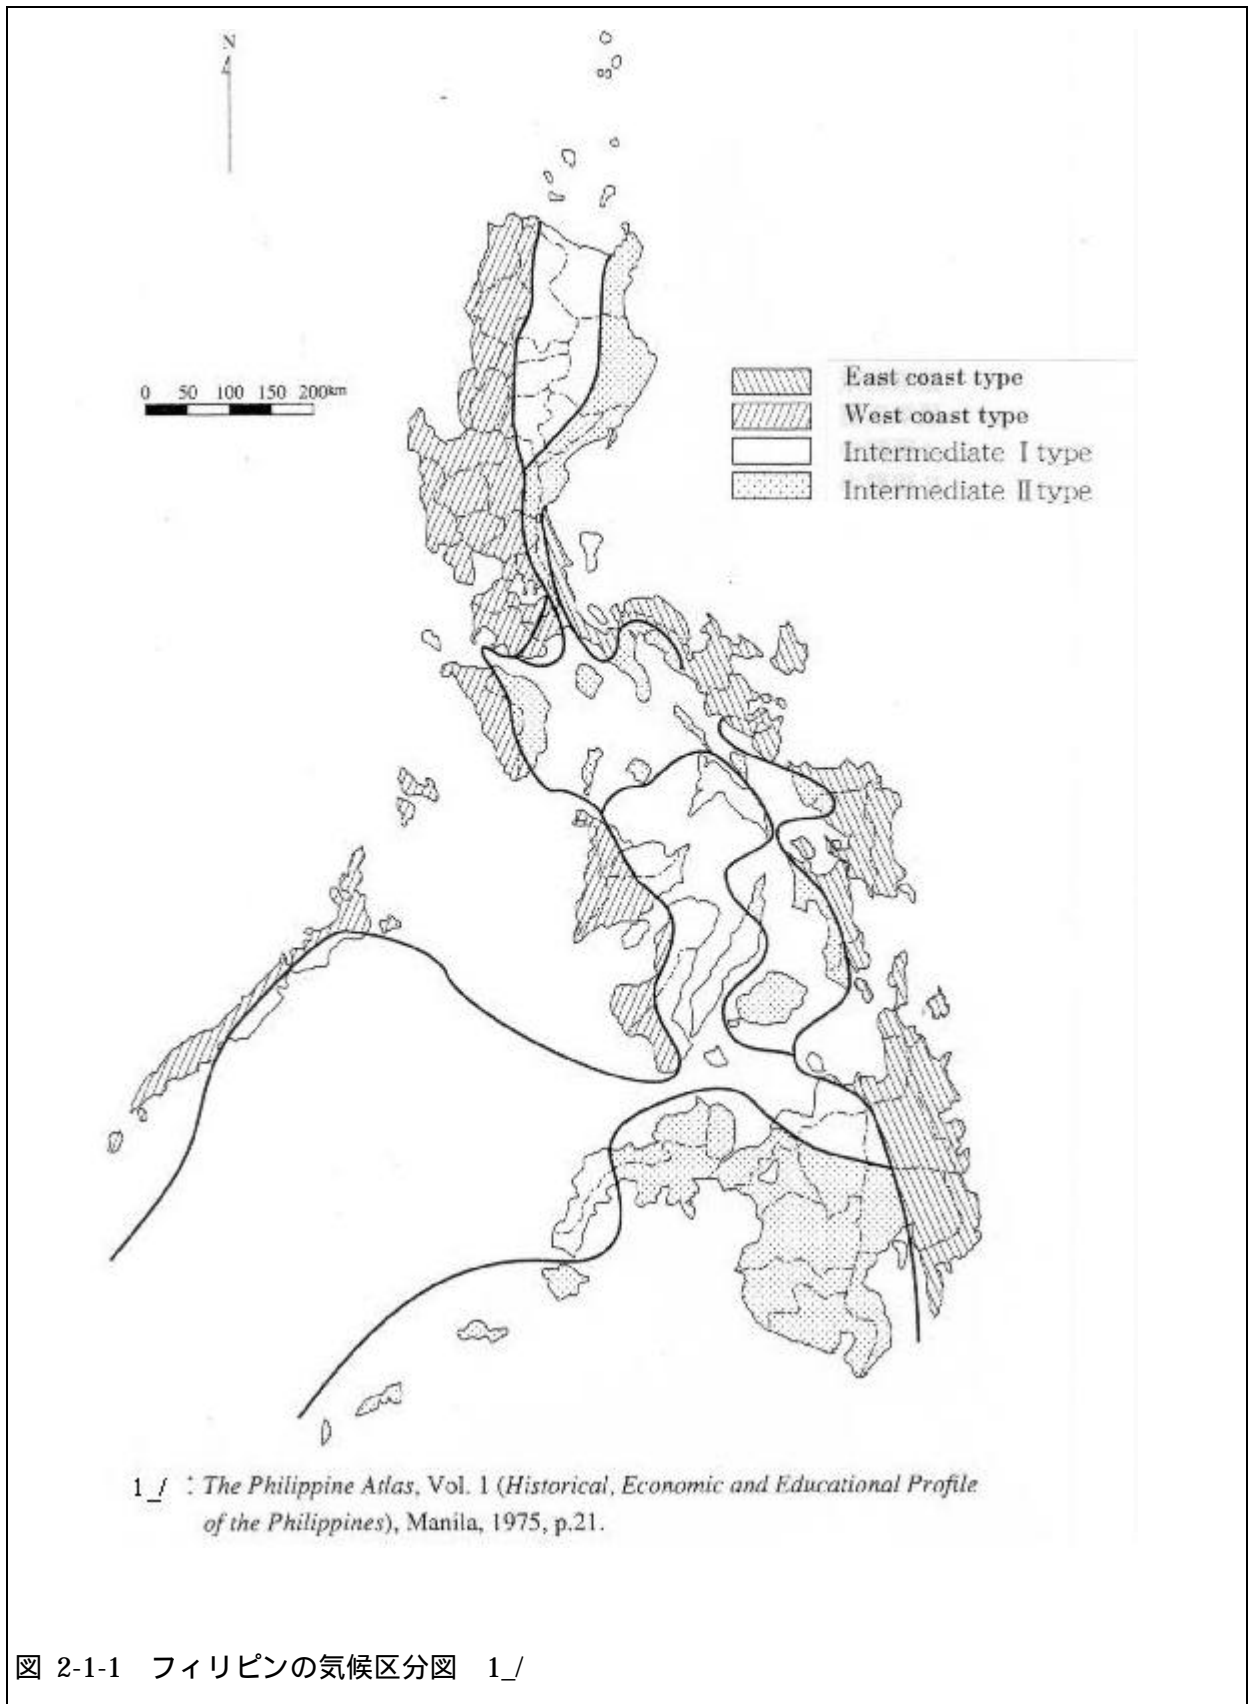 N
0 50 100 150 200km
East coast type
West coast type
Intermediate I type
Intermediate II type
1_/ : The Philippine Atlas, Vol. 1 (Historical, Economic and Educational Profile
of the Philippines), Manila, 1975, p.21.
図 2-1-1 フィリピンの気候区分図 1_/